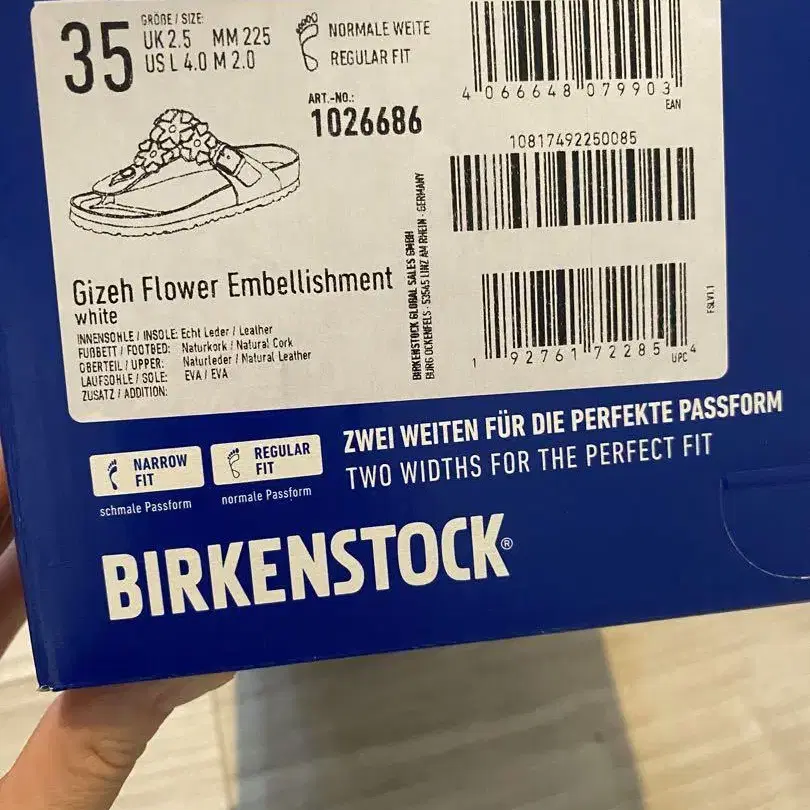 35
GRÖßE / SIZE:
UK 2.5 MM 225
US L 4.0 M 2.0
NORMALE WEITE
REGULAR FIT
ART.-NO.:
1026686
4 066648 079903
EAN
10817492250085
1 92761 72285 4
UPC
FSLV1.1
BIRKENSTOCK GLOBAL SALES GMBH
BURG OCKENFELS · 53545 LINZ AM RHEIN · GERMANY
Gizeh Flower Embellishment
white
INNENSOHLE / INSOLE: Echt Leder / Leather
FUßBETT / FOOTBED: Naturkork / Natural Cork
OBERTEIL / UPPER: Naturleder / Natural Leather
LAUFSOHLE / SOLE: EVA / EVA
ZUSATZ / ADDITION:
NARROW
FIT
schmale Passform
REGULAR
FIT
normale Passform
ZWEI WEITEN FÜR DIE PERFEKTE PASSFORM
TWO WIDTHS FOR THE PERFECT FIT
BIRKENSTOCK®